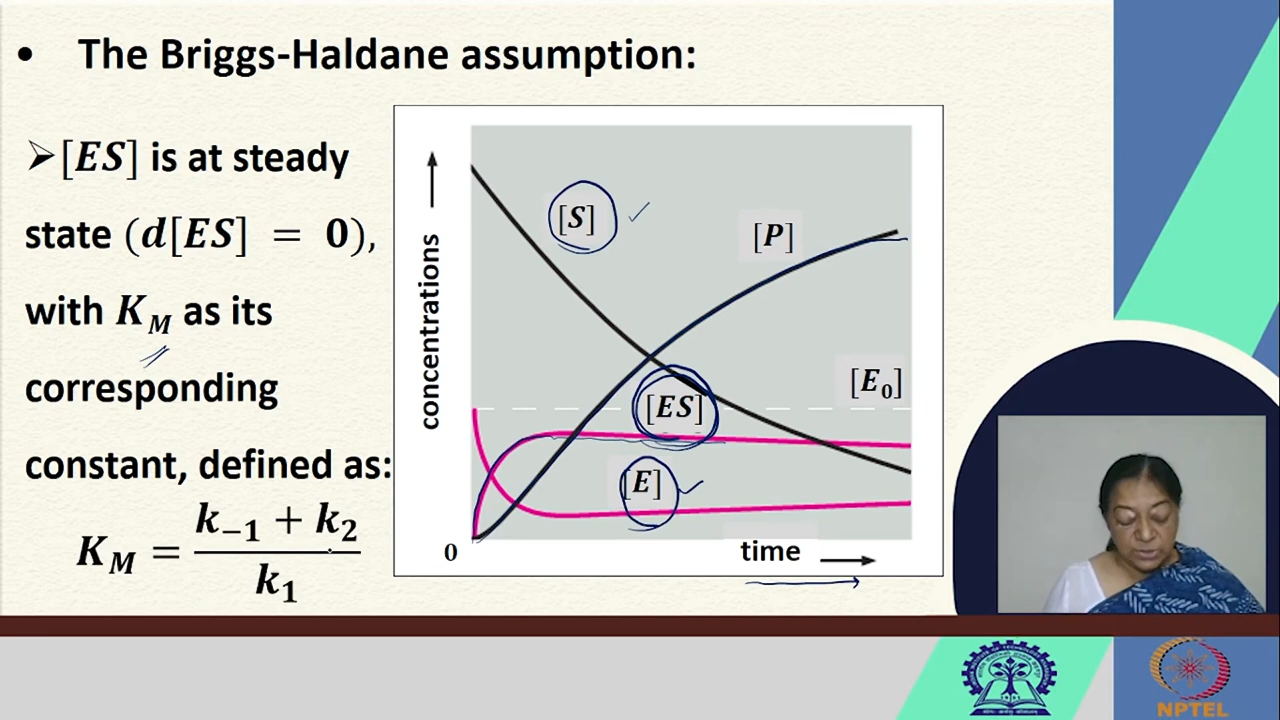 • The Briggs-Haldane assumption:
➢[ES] is at steady
state (d[ES] = 0),
with K_M as its
corresponding
constant, defined as:
K_M = (k_{-1} + k_2) / k_1
concentrations
[S]
[P]
[E_0]
[ES]
[E]
0
time
NPTEL